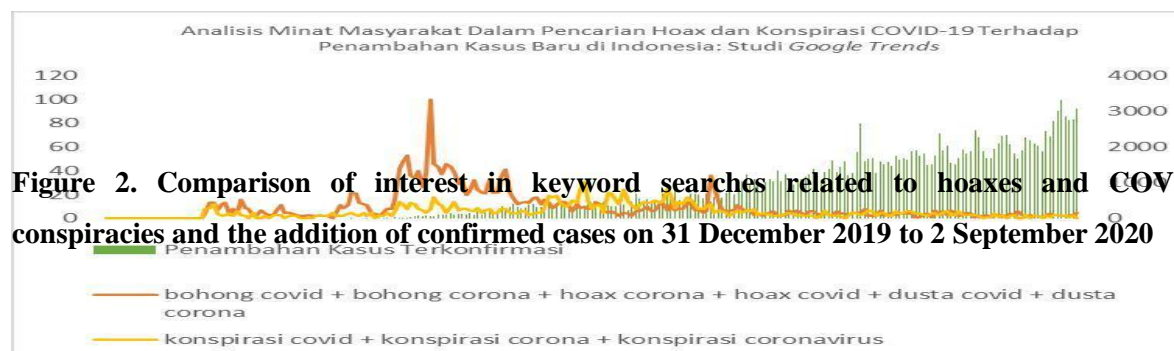 Analisis Minat Masyarakat Dalam Pencarian Hoax dan Konspirasi COVID-19 Terhadap
Penambahan Kasus Baru di Indonesia: Studi Google Trends
120 4000
100 3000
80
60 2000
40
Figure 2. Comparison of interest in keyword searches related to hoaxes and COV
20
0 0
conspiracies and the addition of confirmed cases on 31 December 2019 to 2 September 2020
Penambahan Kasus Terkonfirmasi
bohong covid + bohong corona + hoax corona + hoax covid + dusta covid + dusta
corona
konspirasi covid + konspirasi corona + konspirasi coronavirus